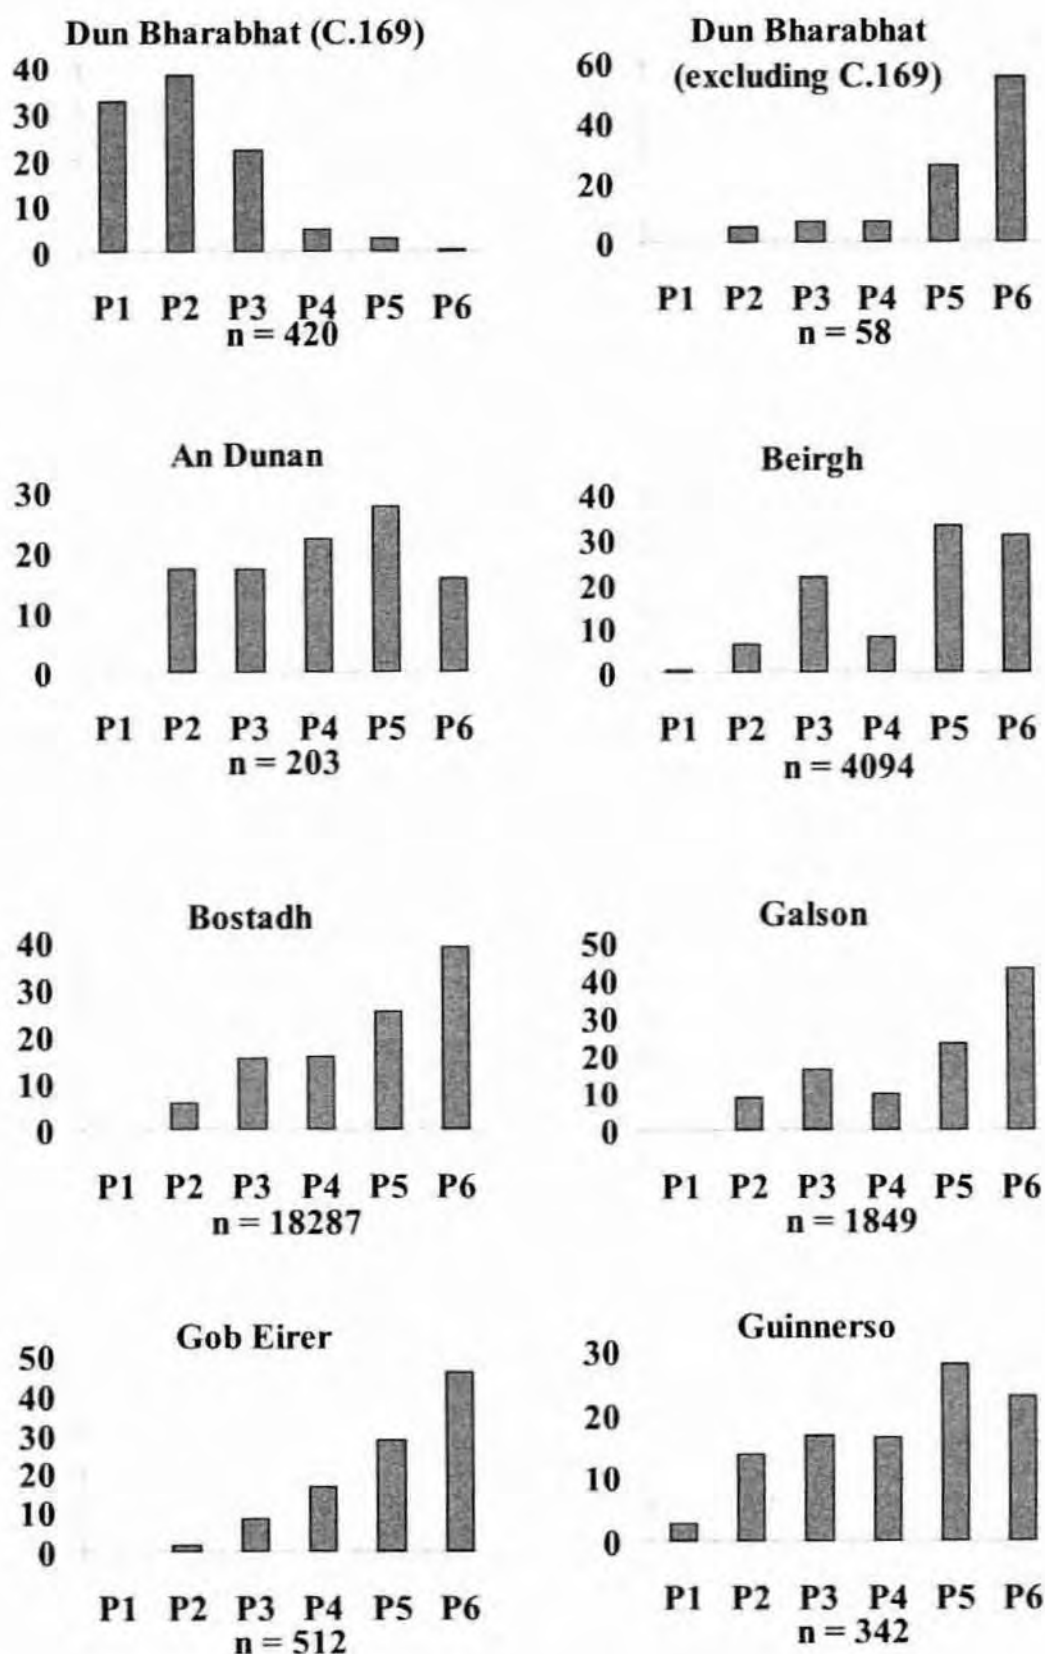 Dun Bharabhat (C.169)
40
30
20
10
0
P1 P2 P3 P4 P5 P6
n = 420
Dun Bharabhat
(excluding C.169)
60
40
20
0
P1 P2 P3 P4 P5 P6
n = 58
An Dunan
30
20
10
0
P1 P2 P3 P4 P5 P6
n = 203
Beirgh
40
30
20
10
0
P1 P2 P3 P4 P5 P6
n = 4094
Bostadh
40
30
20
10
0
P1 P2 P3 P4 P5 P6
n = 18287
Galson
50
40
30
20
10
0
P1 P2 P3 P4 P5 P6
n = 1849
Gob Eirer
50
40
30
20
10
0
P1 P2 P3 P4 P5 P6
n = 512
Guinnerso
30
20
10
0
P1 P2 P3 P4 P5 P6
n = 342